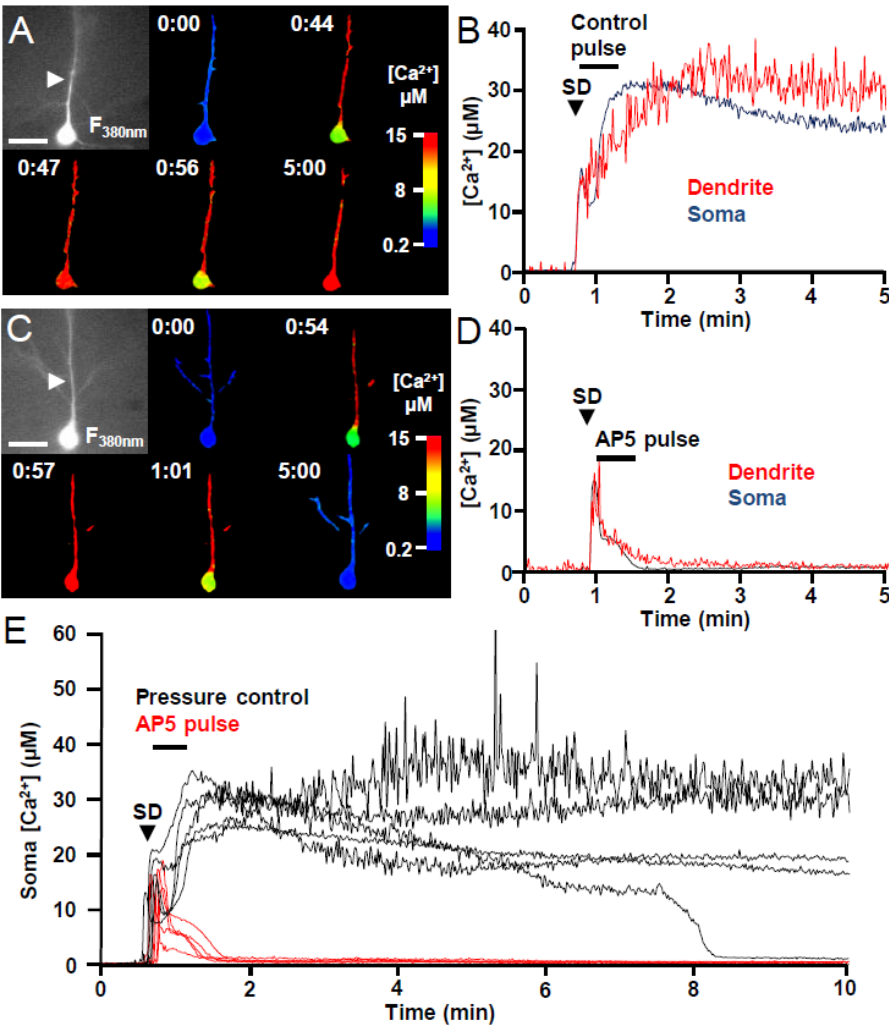 A
0:00
0:44
[Ca²⁺]
µM
F380nm
15
0:47
0:56
5:00
8
0.2
B
Control
pulse
SD
[Ca²⁺] (µM)
40
30
20
10
0
Dendrite
Soma
0 1 2 3 4 5
Time (min)
C
0:00
0:54
[Ca²⁺]
µM
F380nm
15
0:57
1:01
5:00
8
0.2
D
SD
AP5 pulse
[Ca²⁺] (µM)
40
30
20
10
0
Dendrite
Soma
0 1 2 3 4 5
Time (min)
E
Pressure control
AP5 pulse
SD
Soma [Ca²⁺] (µM)
60
50
40
30
20
10
0
0 2 4 6 8 10
Time (min)